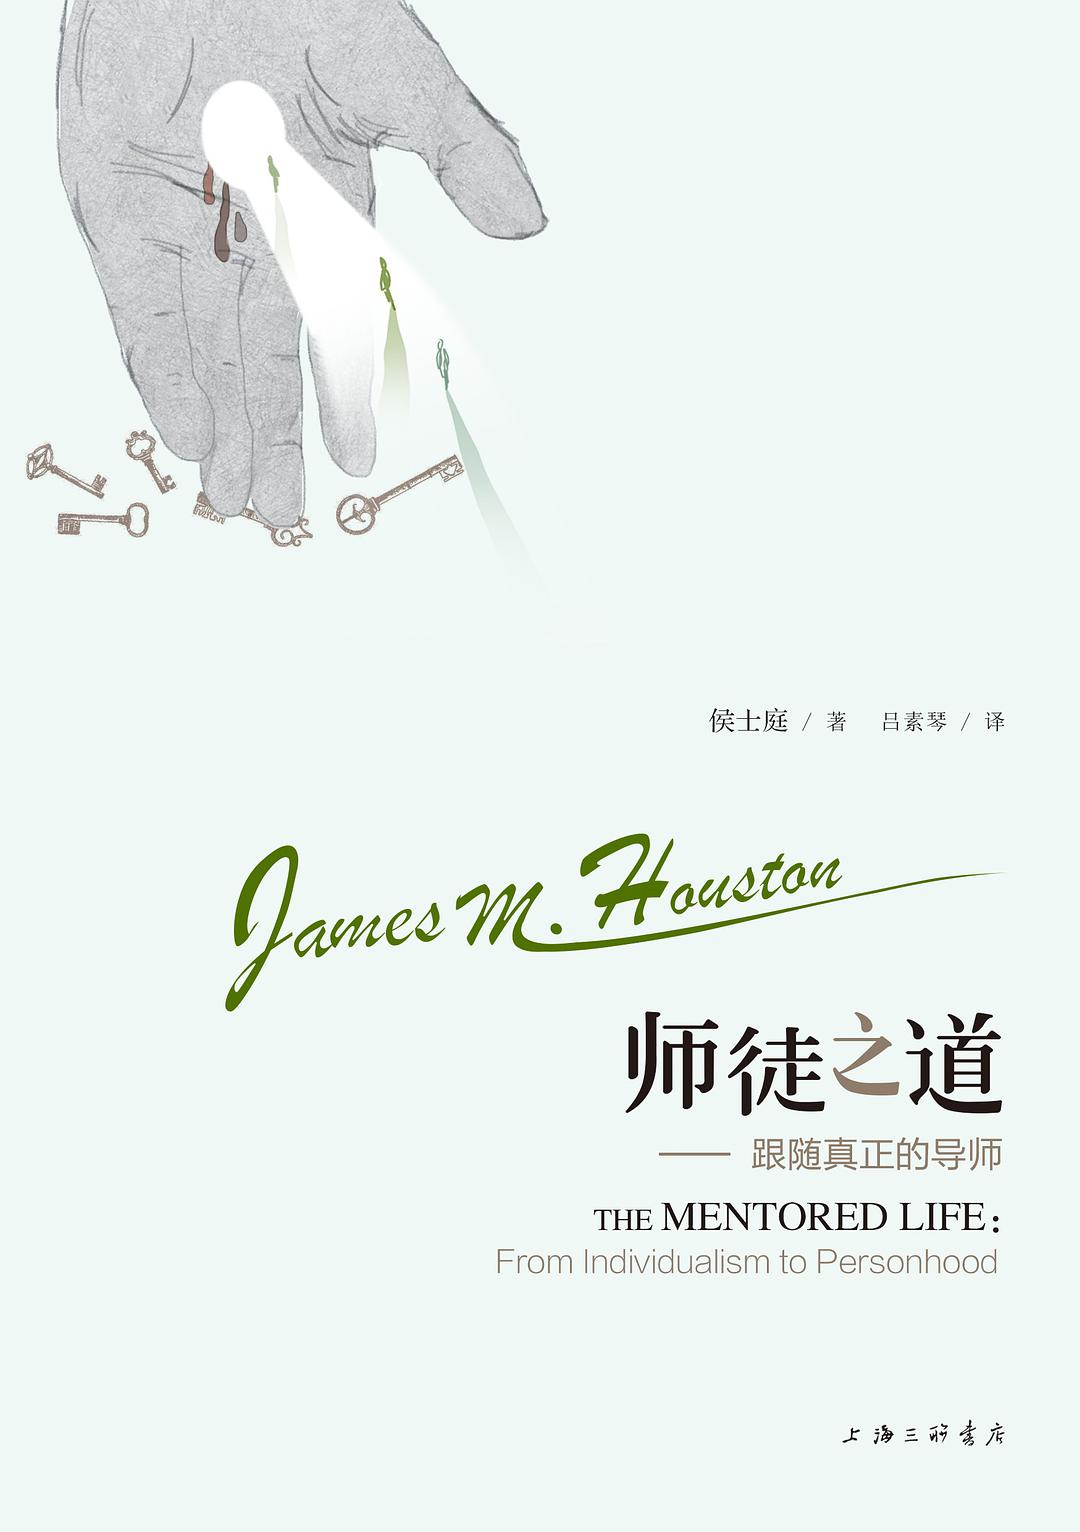 侯士庭 / 著 吕素琴 / 译
James M. Houston
师徒之道
—— 跟随真正的导师
THE MENTORED LIFE:
From Individualism to Personhood
上海三联书店